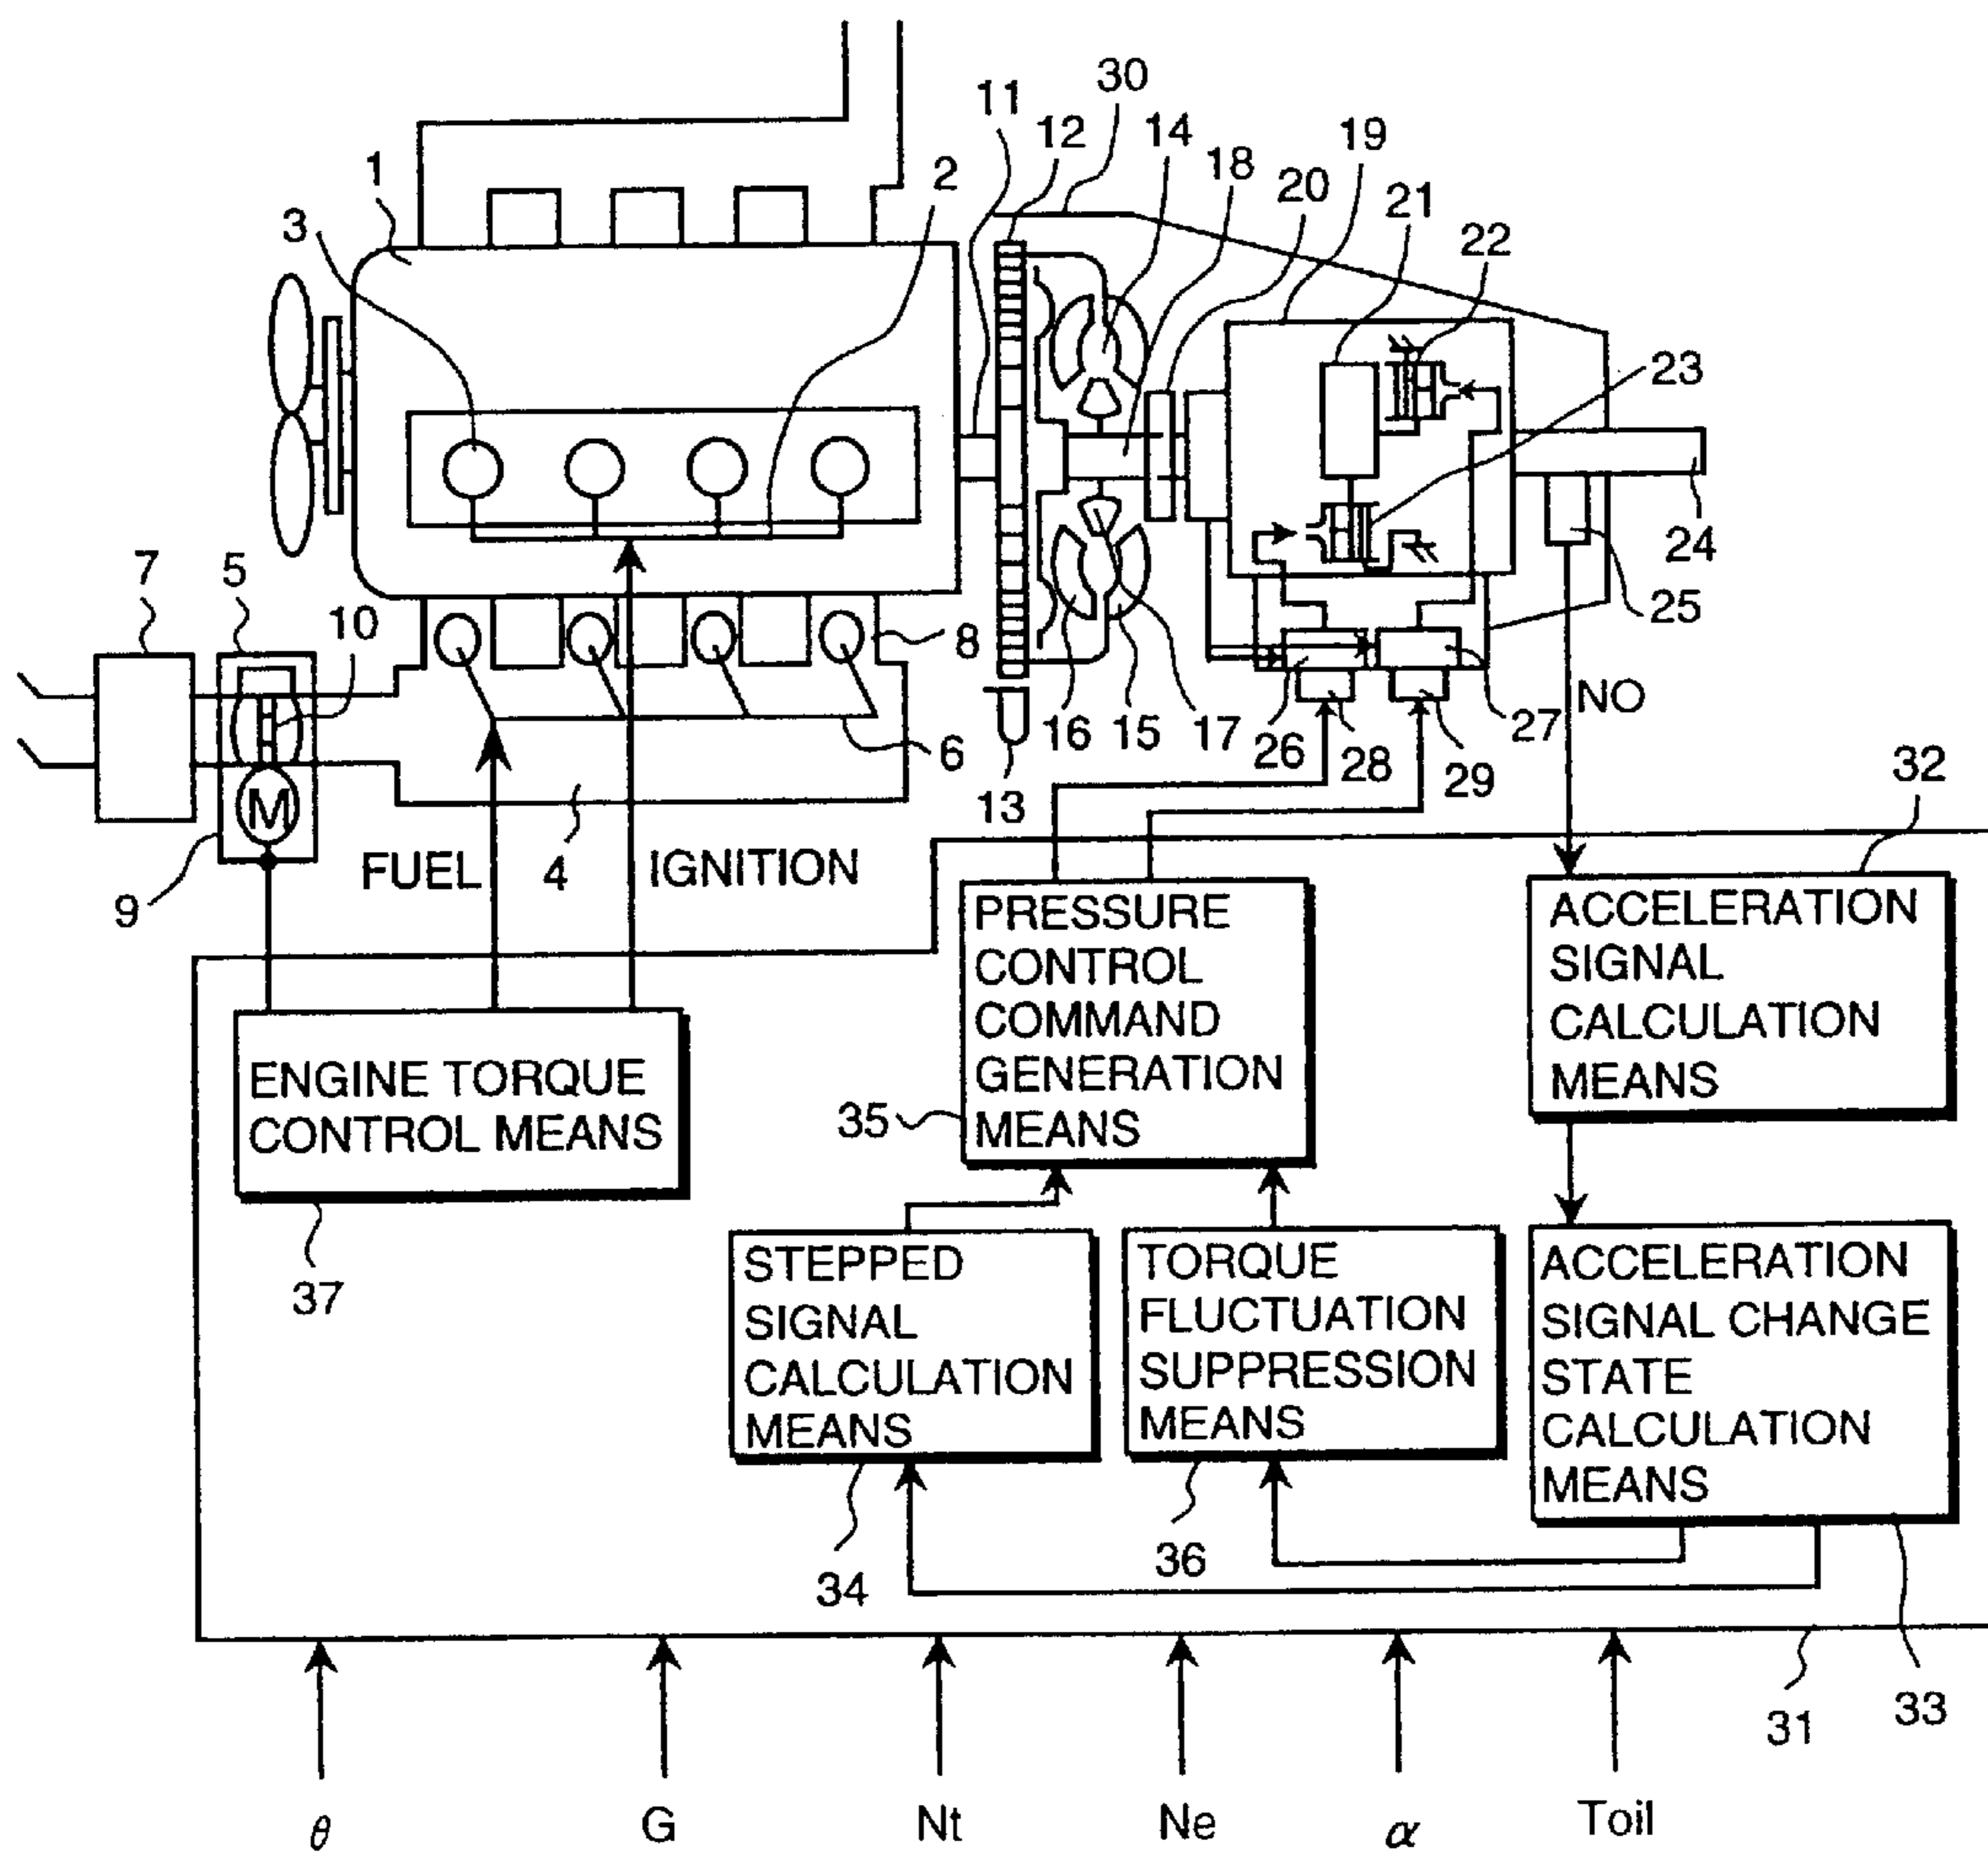 30
11
12
14
19
1
2
18
20
21
3
22
23
7
5
10
24
8
25
NO
16
15
17
26
28
27
29
6
13
32
M
9
FUEL
4
IGNITION
PRESSURE
CONTROL
COMMAND
GENERATION
MEANS
35
ACCELERATION
SIGNAL
CALCULATION
MEANS
ENGINE TORQUE
CONTROL MEANS
37
STEPPED
SIGNAL
CALCULATION
MEANS
34
TORQUE
FLUCTUATION
SUPPRESSION
MEANS
36
ACCELERATION
SIGNAL CHANGE
STATE
CALCULATION
MEANS
31
33
θ
G
Nt
Ne
α
Toil